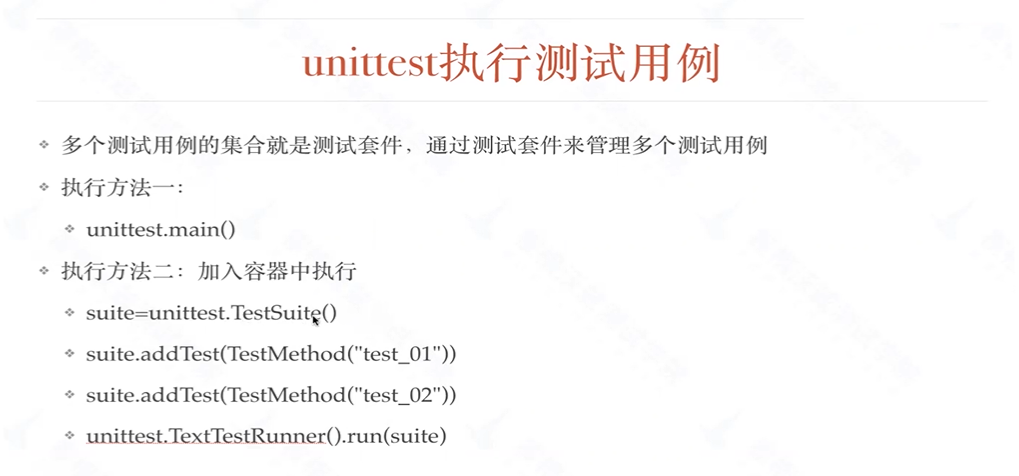 unittest执行测试用例
多个测试用例的集合就是测试套件，通过测试套件来管理多个测试用例
执行方法一：
unittest.main()
执行方法二：加入容器中执行
suite=unittest.TestSuite()
suite.addTest(TestMethod("test_01"))
suite.addTest(TestMethod("test_02"))
unittest.TextTestRunner().run(suite)